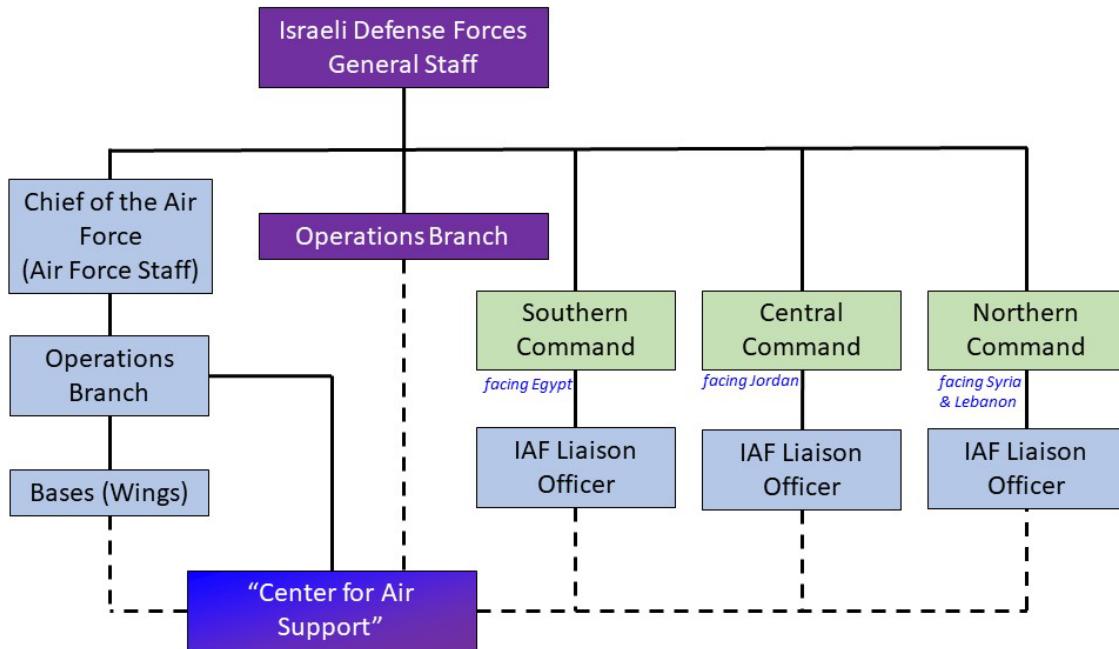 Israeli Defense Forces
General Staff
Chief of the Air
Force
(Air Force Staff)
Operations Branch
Southern
Command
Central
Command
Northern
Command
facing Egypt
facing Jordan
facing Syria
& Lebanon
Operations
Branch
IAF Liaison
Officer
IAF Liaison
Officer
IAF Liaison
Officer
Bases (Wings)
“Center for Air
Support”